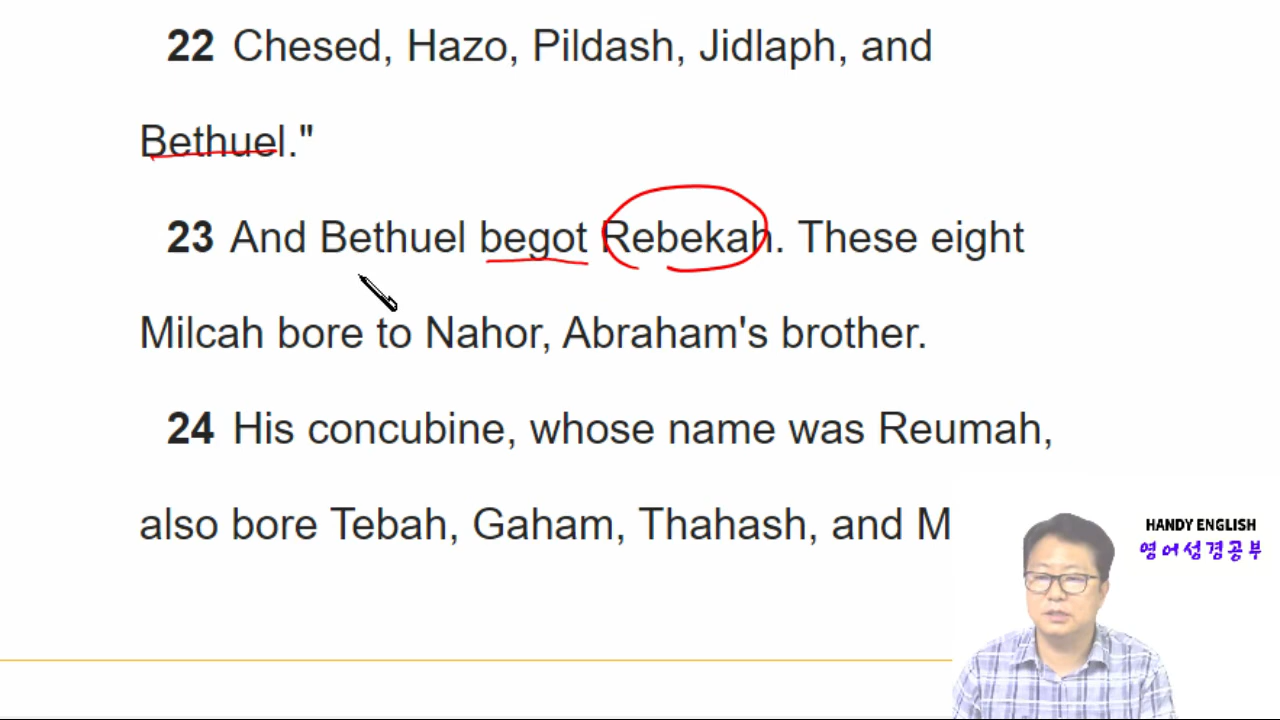 22 Chesed, Hazo, Pildash, Jidlaph, and
Bethuel."
23 And Bethuel begot Rebekah. These eight
Milcah bore to Nahor, Abraham's brother.
24 His concubine, whose name was Reumah,
also bore Tebah, Gaham, Thahash, and M
HANDY ENGLISH
영어성경공부